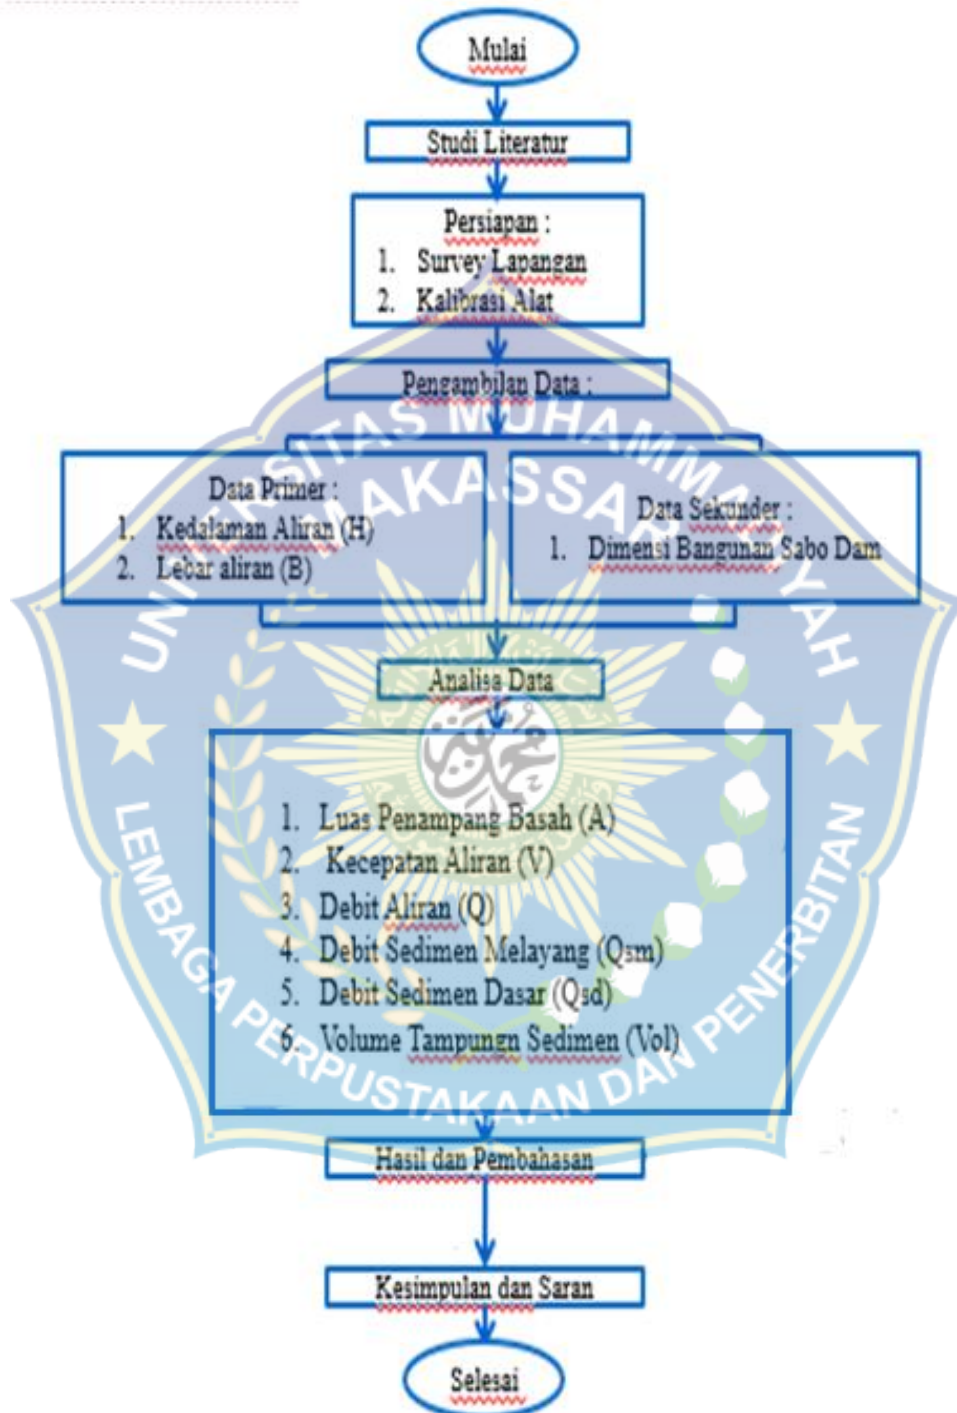 Mulai
Studi Literatur
Persiapan :
1. Survey Lapangan
2. Kalibrasi Alat
Pengambilan Data :
Data Primer :
1. Kedalaman Aliran (H)
2. Lebar aliran (B)
Data Sekunder :
1. Dimensi Bangunan Sabo Dam
Analisa Data
1. Luas Penampang Basah (A)
2. Kecepatan Aliran (V)
3. Debit Aliran (Q)
4. Debit Sedimen Melayang (Qsm)
5. Debit Sedimen Dasar (Qsd)
6. Volume Tampungn Sedimen (Vol)
Hasil dan Pembahasan
Kesimpulan dan Saran
Selesai
UNIVERSITAS MUHAMMADIYAH
MAKASSAR
LEMBAGA PERPUSTAKAAN DAN PENERBITAN